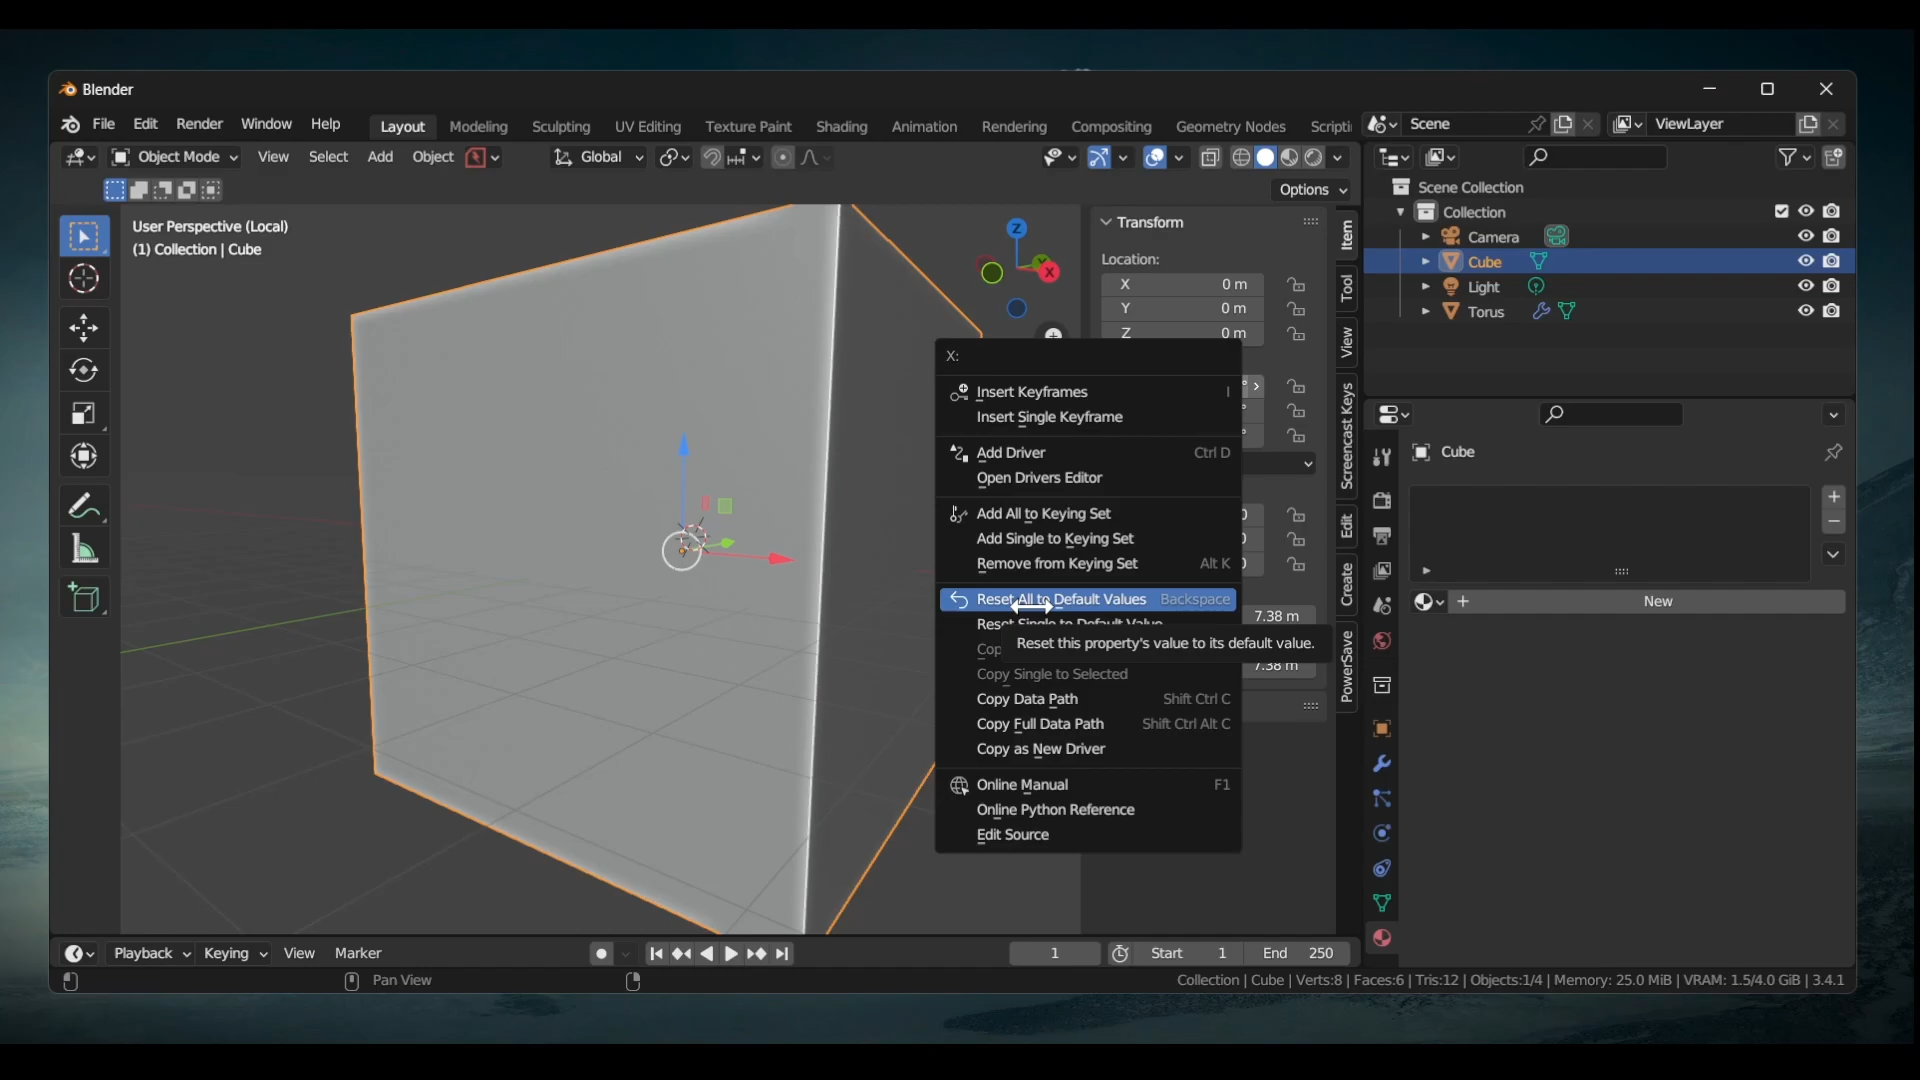 Blender
File Edit Render Window Help Layout Modeling Sculpting UV Editing Texture Paint Shading Animation Rendering Compositing Geometry Nodes Scripti Scene ViewLayer
Object Mode View Select Add Object Global
Options
User Perspective (Local)
(1) Collection | Cube
Z
X
Transform
Location:
X 0 m
Y 0 m
Z 0 m
Item
Tool
View
Screencast Keys
Edit
Create
PowerSave
X:
Insert Keyframes I
Insert Single Keyframe
Add Driver Ctrl D
Open Drivers Editor
Add All to Keying Set
Add Single to Keying Set
Remove from Keying Set Alt K
Reset All to Default Values Backspace
Reset Single to Default Value
Reset this property's value to its default value.
Cop
Copy Single to Selected
Copy Data Path Shift Ctrl C
Copy Full Data Path Shift Ctrl Alt C
Copy as New Driver
Online Manual F1
Online Python Reference
Edit Source
7.38 m
7.38 m
Scene Collection
Collection
Camera
Cube
Light
Torus
Cube
New
Playback Keying View Marker 1 Start 1 End 250
Pan View
Collection | Cube | Verts:8 | Faces:6 | Tris:12 | Objects:1/4 | Memory: 25.0 MiB | VRAM: 1.5/4.0 GiB | 3.4.1